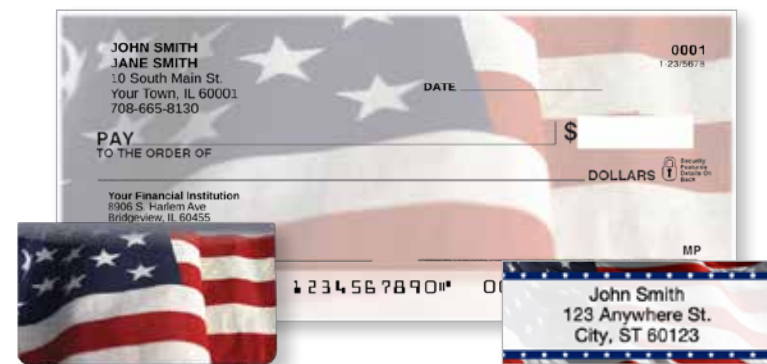 JOHN SMITH
JANE SMITH
10 South Main St.
Your Town, IL 60001
708-665-8130
0001
1-23/5678
DATE
PAY
TO THE ORDER OF
$
DOLLARS
Security
Features
Details On
Back
Your Financial Institution
8906 S. Harlem Ave
Bridgeview, IL 60455
MP
1234567890⑈ 00
John Smith
123 Anywhere St.
City, ST 60123